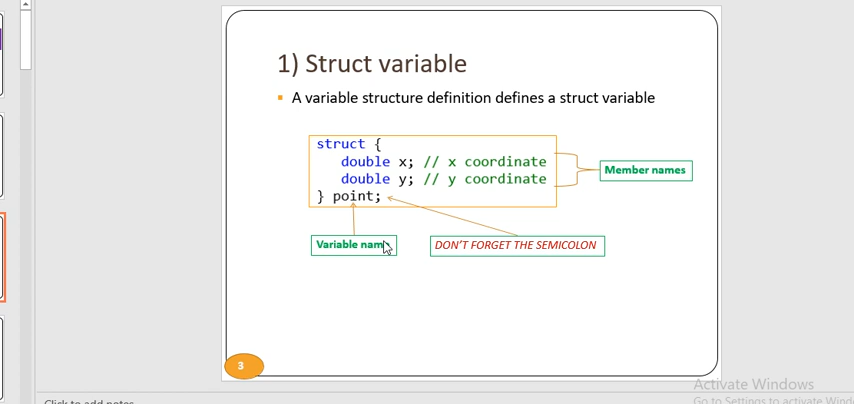 1) Struct variable
A variable structure definition defines a struct variable
struct {
double x; // x coordinate
double y; // y coordinate
} point;
Member names
Variable name
DON'T FORGET THE SEMICOLON
3
Activate Windows
Go to Settings to activate Wind
Click to add notes